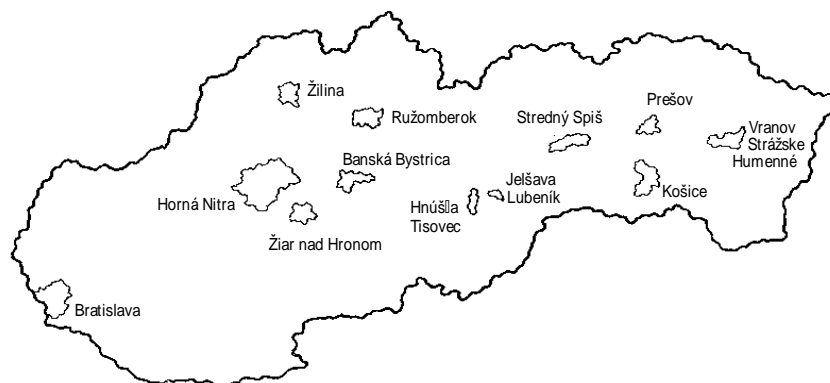 Žilina
Ružomberok
Stredný Spiš
Prešov
Vranov
Strážske
Humenné
Banská Bystrica
Horná Nitra
Jelšava
Lubeník
Hnúš▯a
Tisovec
Košice
Žiar nad Hronom
Bratislava